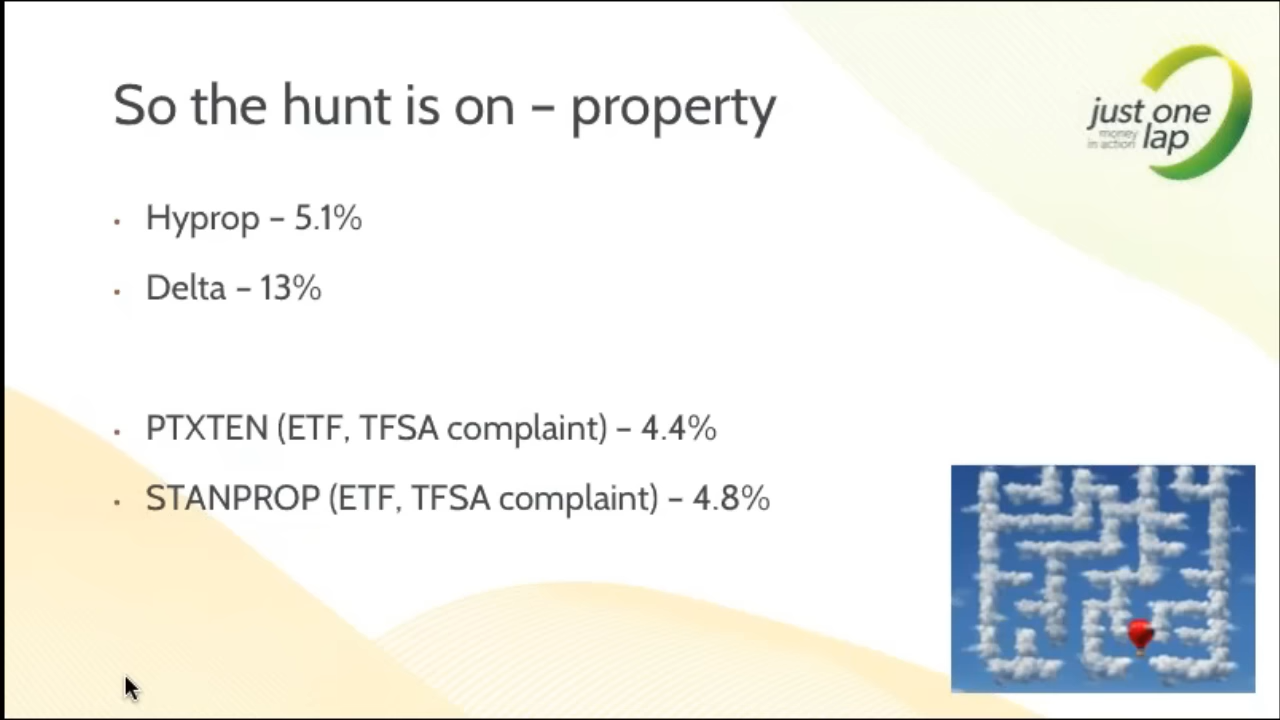 So the hunt is on – property
just one
money
in action lap
• Hyprop – 5.1%
• Delta – 13%
• PTXTEN (ETF, TFSA complaint) – 4.4%
• STANPROP (ETF, TFSA complaint) – 4.8%